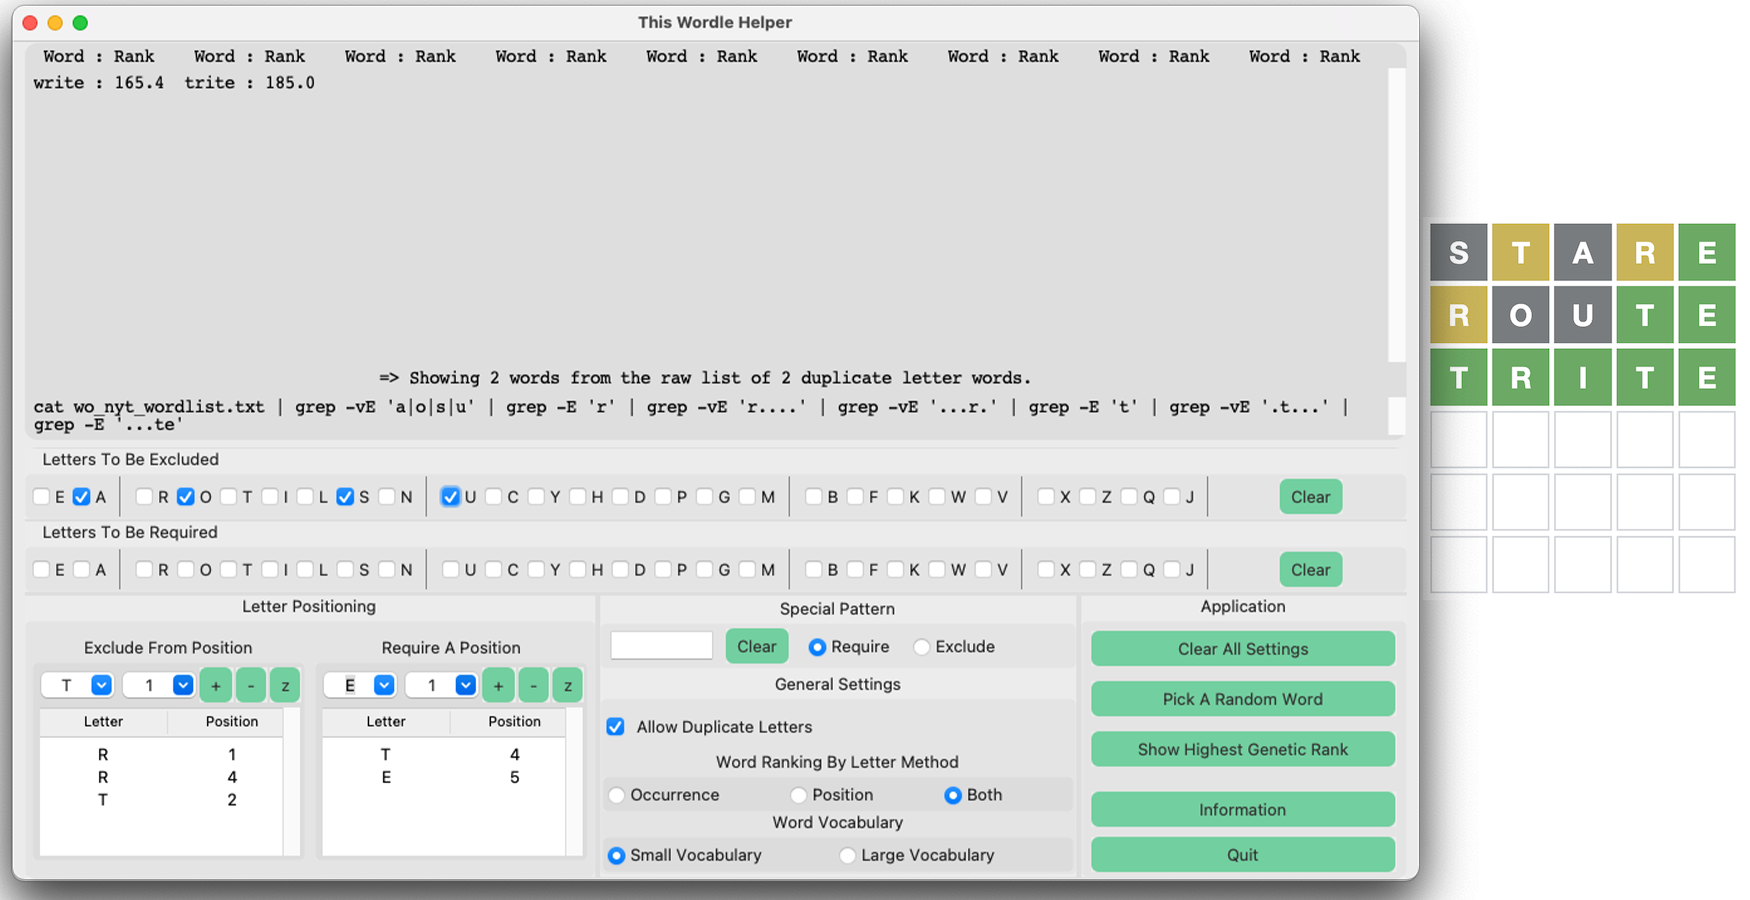 This Wordle Helper
Word : Rank Word : Rank Word : Rank Word : Rank Word : Rank Word : Rank Word : Rank Word : Rank Word : Rank
write : 165.4 trite : 185.0
=> Showing 2 words from the raw list of 2 duplicate letter words.
cat wo_nyt_wordlist.txt | grep -vE 'a|o|s|u' | grep -E 'r' | grep -vE 'r....' | grep -vE '...r.' | grep -E 't' | grep -vE '.t...' |
grep -E '...te'
Letters To Be Excluded
E A R O T I L S N U C Y H D P G M B F K W V X Z Q J Clear
Letters To Be Required
E A R O T I L S N U C Y H D P G M B F K W V X Z Q J Clear
Letter Positioning
Exclude From Position
T 1 + - z
Letter Position
R 1
R 4
T 2
Require A Position
E 1 + - z
Letter Position
T 4
E 5
Special Pattern
Clear Require Exclude
General Settings
Allow Duplicate Letters
Word Ranking By Letter Method
Occurrence Position Both
Word Vocabulary
Small Vocabulary Large Vocabulary
Application
Clear All Settings
Pick A Random Word
Show Highest Genetic Rank
Information
Quit
S T A R E
R O U T E
T R I T E